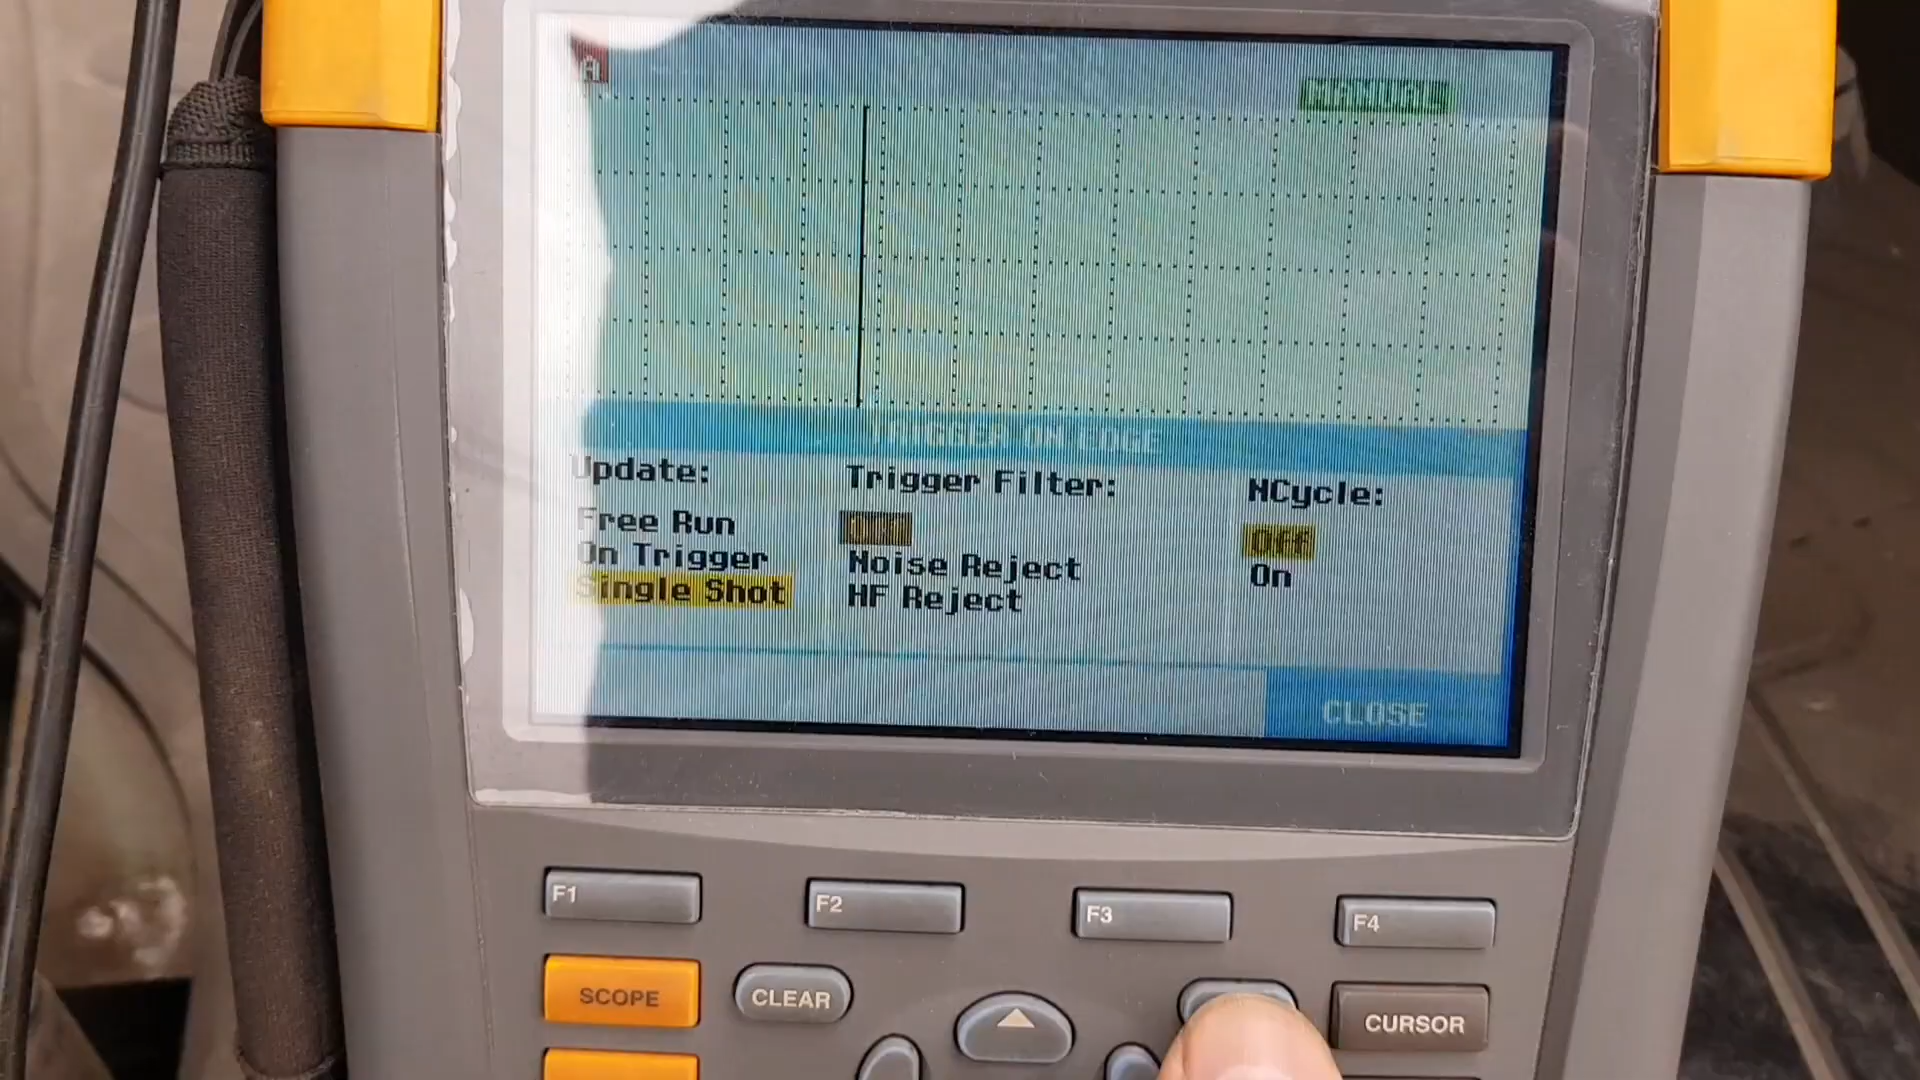 A
MANUAL
TRIGGER ON EDGE
Update: Trigger Filter: NCycle:
Free Run Off Off
On Trigger Noise Reject On
Single Shot HF Reject
CLOSE
F1 F2 F3 F4
SCOPE CLEAR CURSOR